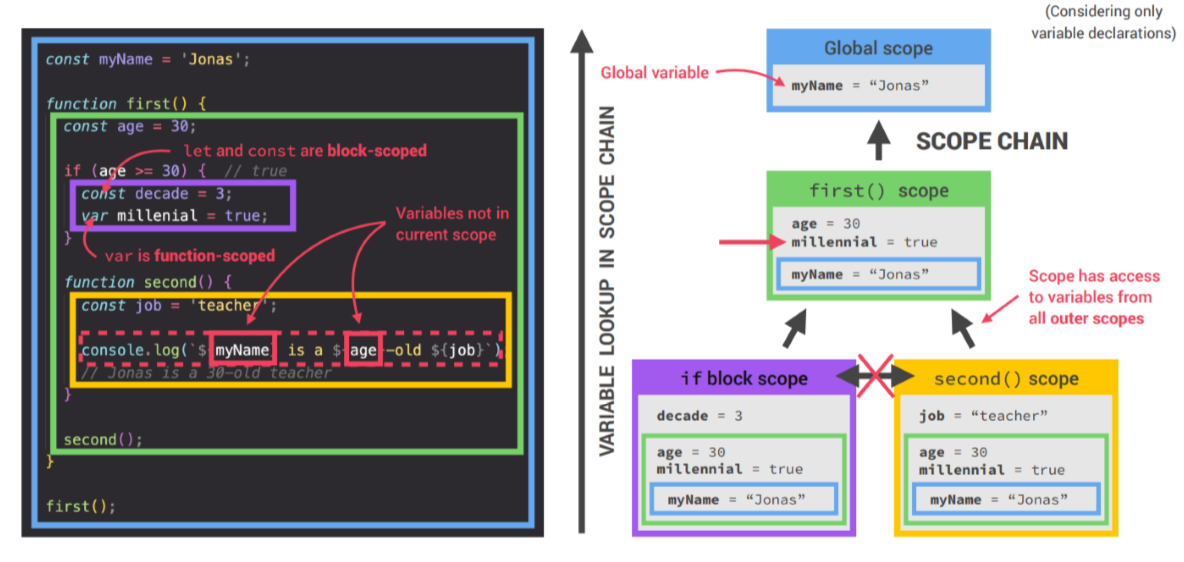 const myName = 'Jonas';
function first() {
const age = 30;
let and const are block-scoped
if (age >= 30) { // true
const decade = 3;
var millenial = true;
}
var is function-scoped
Variables not in
current scope
function second() {
const job = 'teacher';
console.log(`${myName} is a ${age}-old ${job}`)
// Jonas is a 30-old teacher
}
second();
}
first();
VARIABLE LOOKUP IN SCOPE CHAIN
(Considering only
variable declarations)
Global variable
Global scope
myName = “Jonas”
SCOPE CHAIN
first() scope
age = 30
millennial = true
myName = “Jonas”
Scope has access
to variables from
all outer scopes
if block scope
decade = 3
age = 30
millennial = true
myName = “Jonas”
second() scope
job = “teacher”
age = 30
millennial = true
myName = “Jonas”